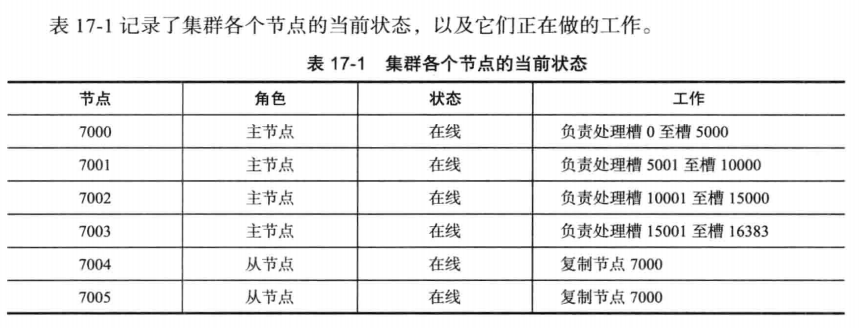 表 17-1 记录了集群各个节点的当前状态，以及它们正在做的工作。
表 17-1 集群各个节点的当前状态
节点 角色 状态 工作
7000 主节点 在线 负责处理槽 0 至槽 5000
7001 主节点 在线 负责处理槽 5001 至槽 10000
7002 主节点 在线 负责处理槽 10001 至槽 15000
7003 主节点 在线 负责处理槽 15001 至槽 16383
7004 从节点 在线 复制节点 7000
7005 从节点 在线 复制节点 7000